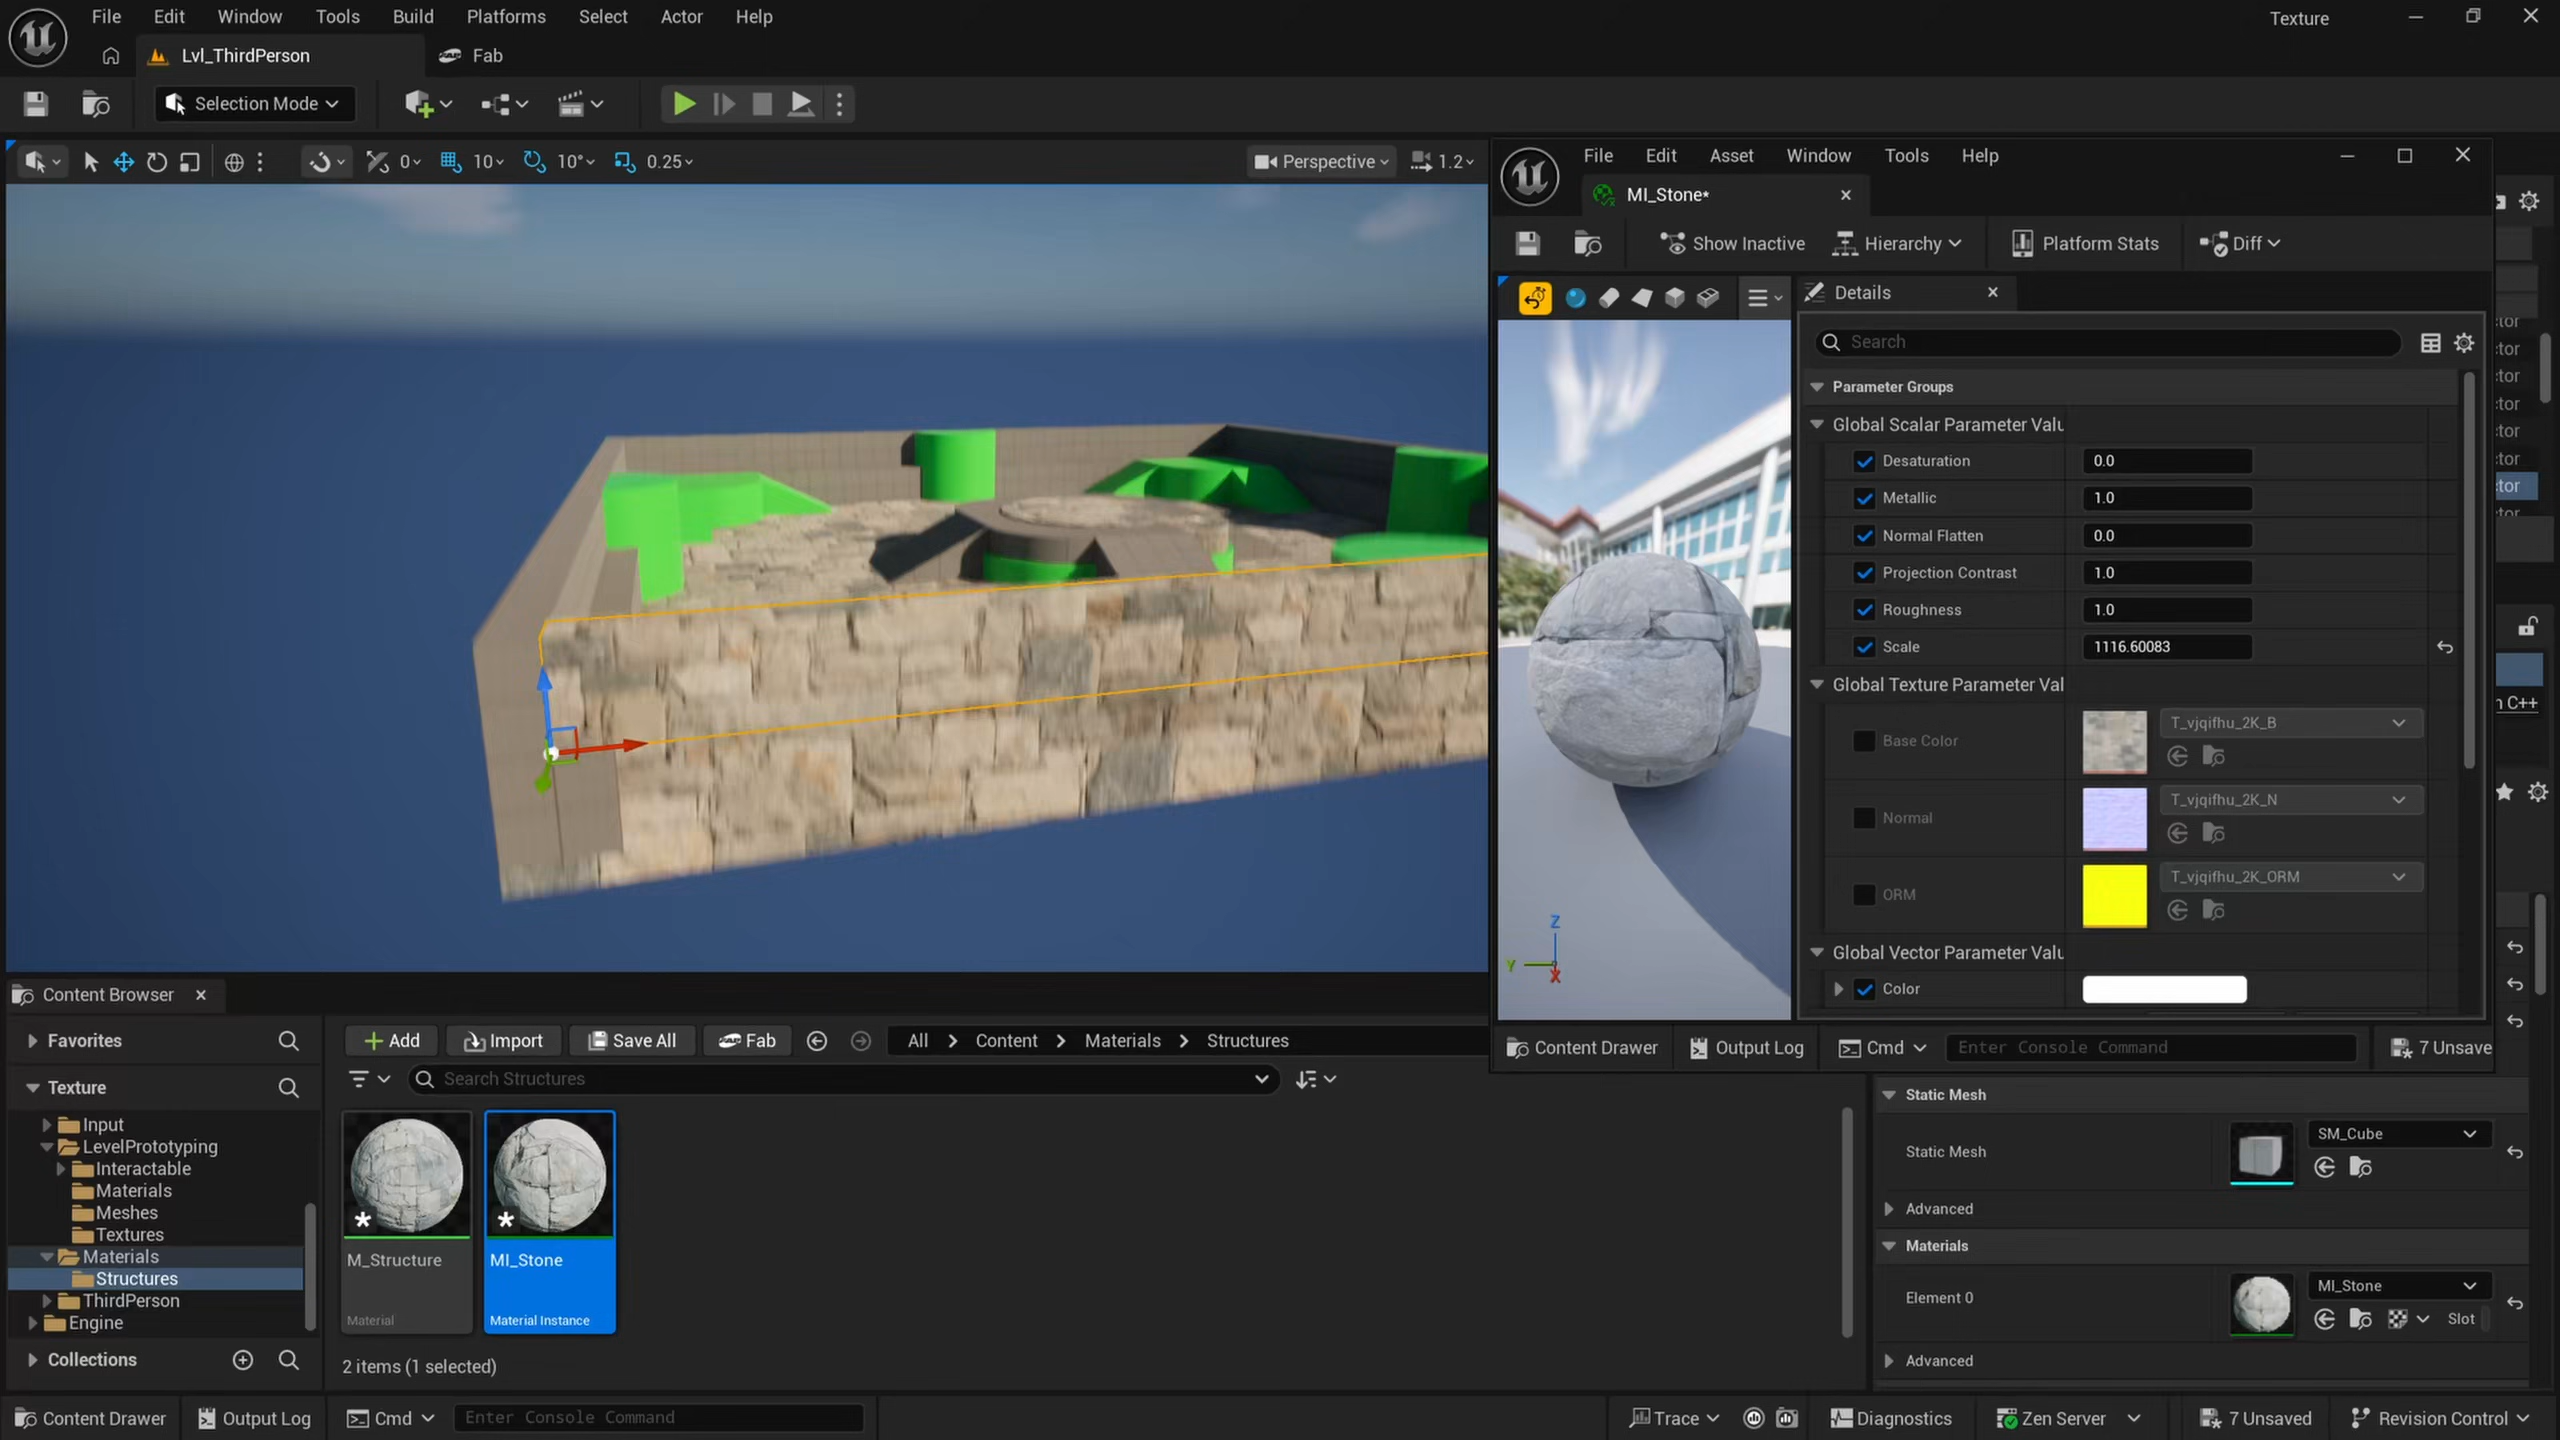 File Edit Window Tools Build Platforms Select Actor Help
Texture
Lvl_ThirdPerson
Fab
Selection Mode
0 10 10° 0.25
Perspective 1.2
File Edit Asset Window Tools Help
MI_Stone*
Show Inactive Hierarchy Platform Stats Diff
Details
Search
Parameter Groups
Global Scalar Parameter Valu
Desaturation 0.0
Metallic 1.0
Normal Flatten 0.0
Projection Contrast 1.0
Roughness 1.0
Scale 1116.60083
Global Texture Parameter Val
Base Color T_vjqifhu_2K_B
Normal T_vjqifhu_2K_N
ORM T_vjqifhu_2K_ORM
Global Vector Parameter Valu
Color
Z
Y
X
Content Drawer Output Log Cmd Enter Console Command 7 Unsave
ctor
ctor
ctor
ctor
ctor
ctor
n C++
Content Browser
Favorites
Texture
Input
LevelPrototyping
Interactable
Materials
Meshes
Textures
Materials
Structures
ThirdPerson
Engine
Collections
Add Import Save All Fab All > Content > Materials > Structures
Search Structures
M_Structure
Material
MI_Stone
Material Instance
2 items (1 selected)
Static Mesh
Static Mesh SM_Cube
Advanced
Materials
Element 0 MI_Stone
Slot
Advanced
Content Drawer Output Log Cmd Enter Console Command
Trace Diagnostics Zen Server 7 Unsaved Revision Control